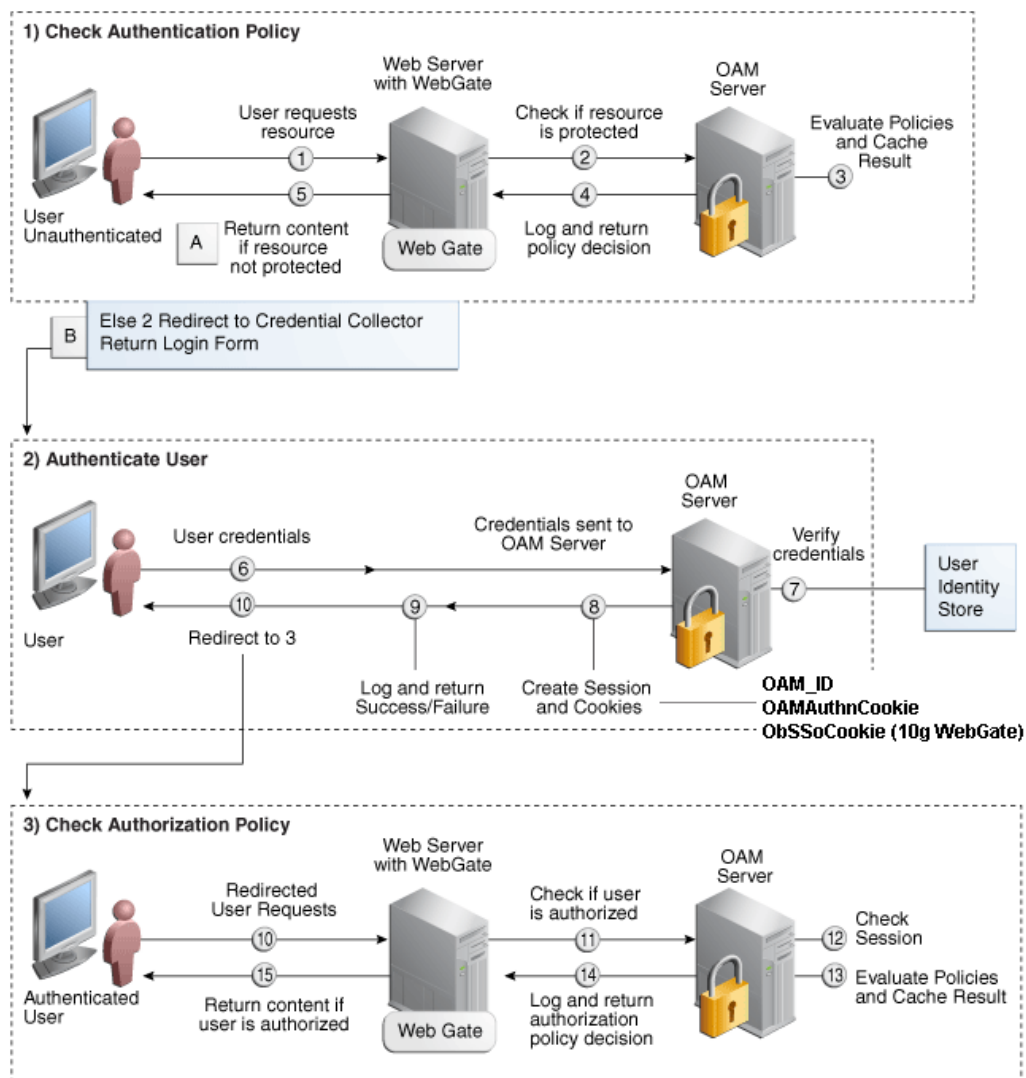 1) Check Authentication Policy
Web Server
with WebGate
OAM
Server
User requests
resource
Check if resource
is protected
Evaluate Policies
and Cache
Result
1
2
3
5
4
User
Unauthenticated
A
Return content
if resource
not protected
Web Gate
Log and return
policy decision
B
Else 2 Redirect to Credential Collector
Return Login Form
2) Authenticate User
OAM
Server
User credentials
Credentials sent to
OAM Server
Verify
credentials
6
7
User
Identity
Store
10
9
8
User
Redirect to 3
Log and return
Success/Failure
Create Session
and Cookies
OAM_ID
OAMAuthnCookie
ObSSoCookie (10g WebGate)
3) Check Authorization Policy
Web Server
with WebGate
OAM
Server
Redirected
User Requests
Check if user
is authorized
10
11
12
Check
Session
15
14
13
Evaluate Policies
and Cache Result
Authenticated
User
Return content if
user is authorized
Web Gate
Log and return
authorization
policy decision